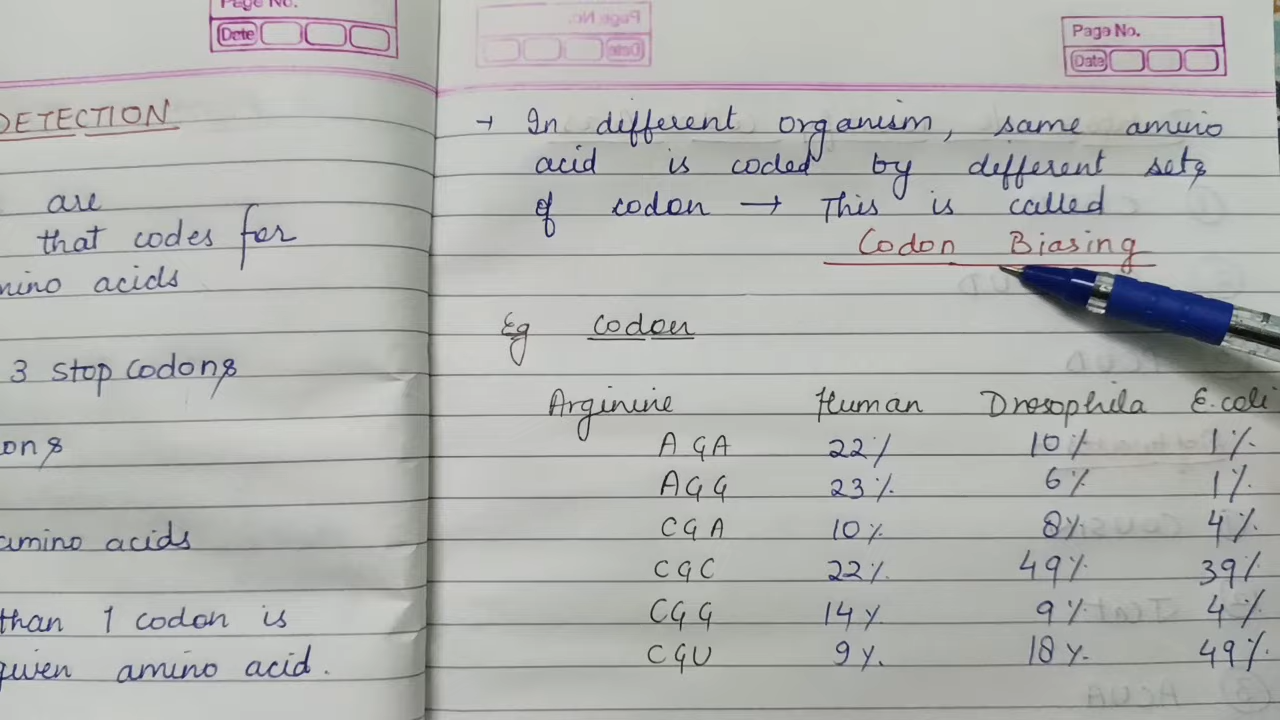 Page No.
Date
DETECTION
are
that codes for
amino acids
3 stop codons
amino acids
than 1 codon is
given amino acid.
Page No.
Date
→ In different organism, same amino
acid is coded by different sets
of codon → This is called
Codon Biasing
Eg codon
Arginine Human Drosophila E.coli
AGA 22% 10% 1%
AGG 23% 6% 1%
CGA 10% 8% 4%
CGC 22% 49% 39%
CGG 14% 9% 4%
CGU 9% 18% 49%